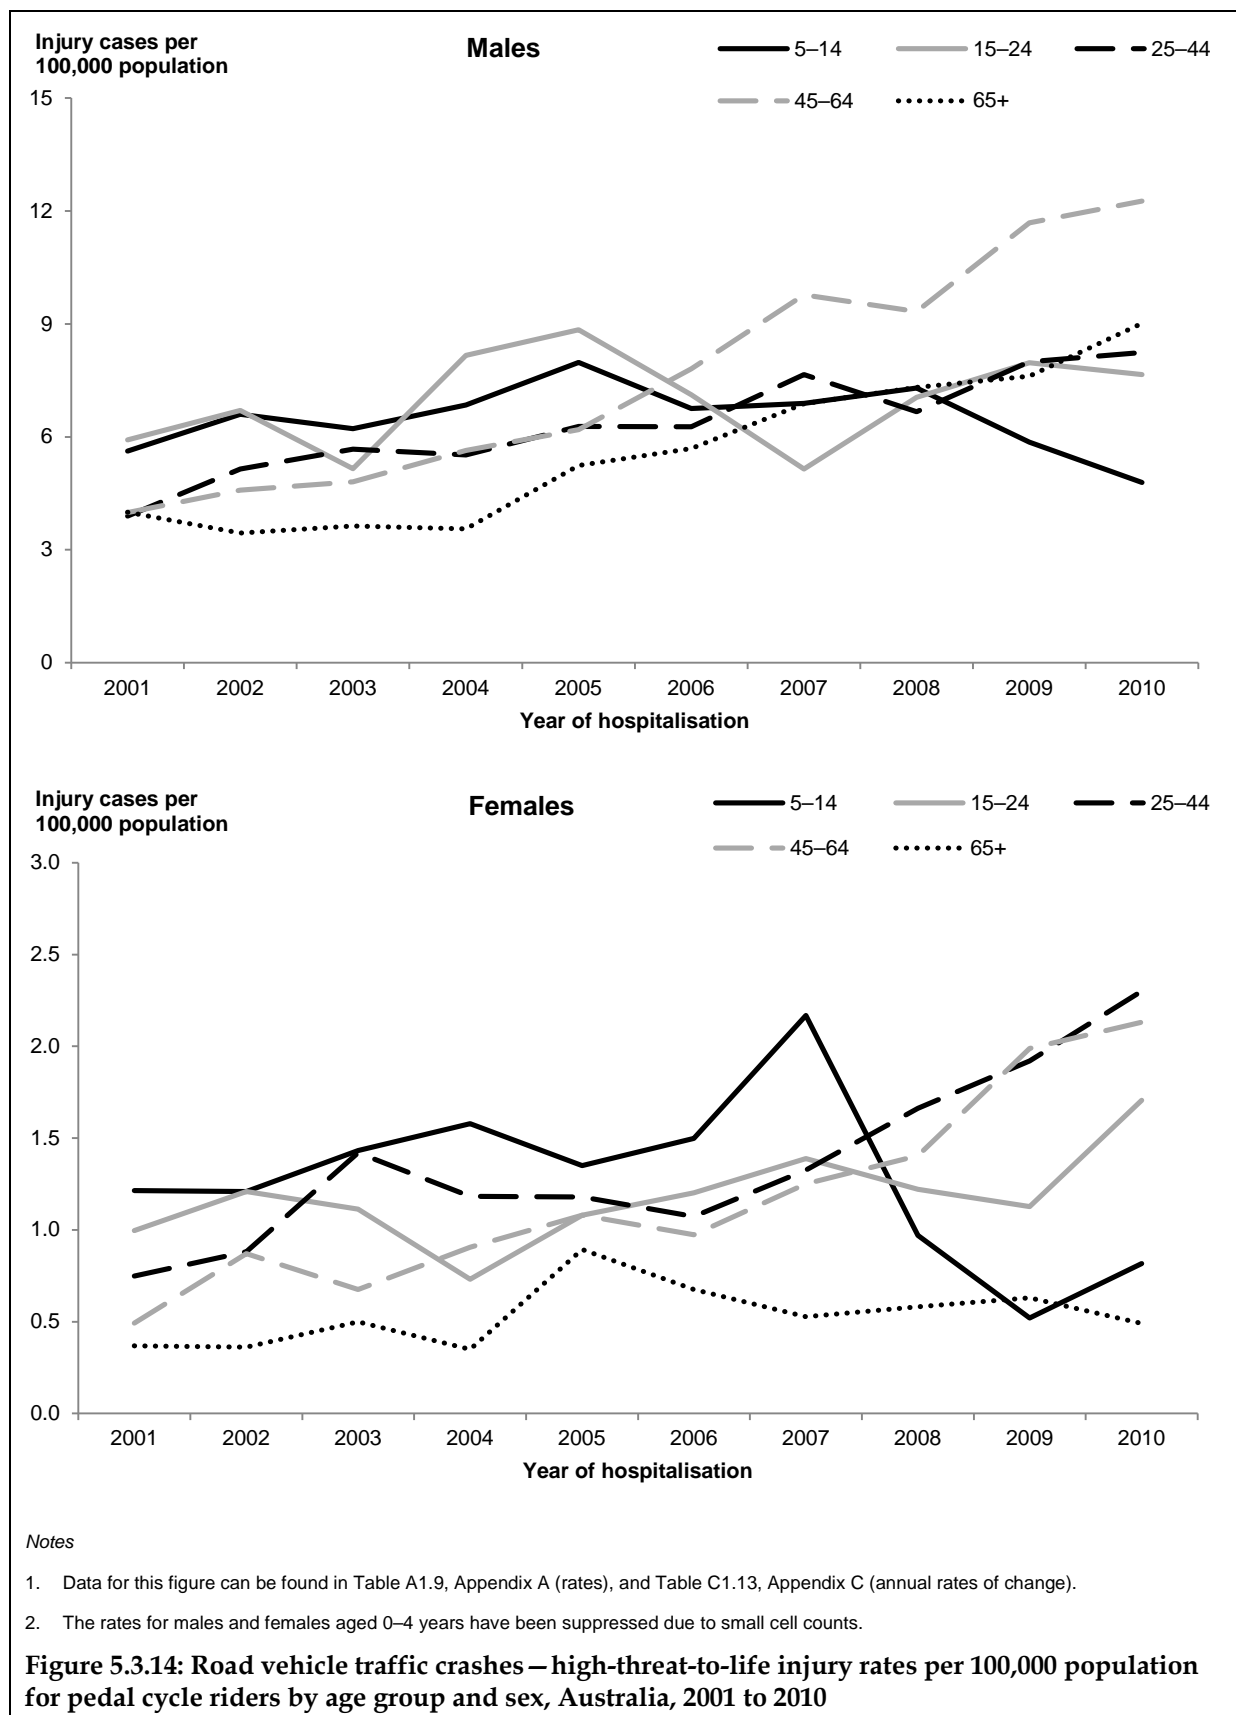 Injury cases per
100,000 population
Males
5–14
15–24
25–44
45–64
65+
15
12
9
6
3
0
2001 2002 2003 2004 2005 2006 2007 2008 2009 2010
Year of hospitalisation
Injury cases per
100,000 population
Females
5–14
15–24
25–44
45–64
65+
3.0
2.5
2.0
1.5
1.0
0.5
0.0
2001 2002 2003 2004 2005 2006 2007 2008 2009 2010
Year of hospitalisation
Notes
1. Data for this figure can be found in Table A1.9, Appendix A (rates), and Table C1.13, Appendix C (annual rates of change).
2. The rates for males and females aged 0–4 years have been suppressed due to small cell counts.
Figure 5.3.14: Road vehicle traffic crashes—high-threat-to-life injury rates per 100,000 population
for pedal cycle riders by age group and sex, Australia, 2001 to 2010